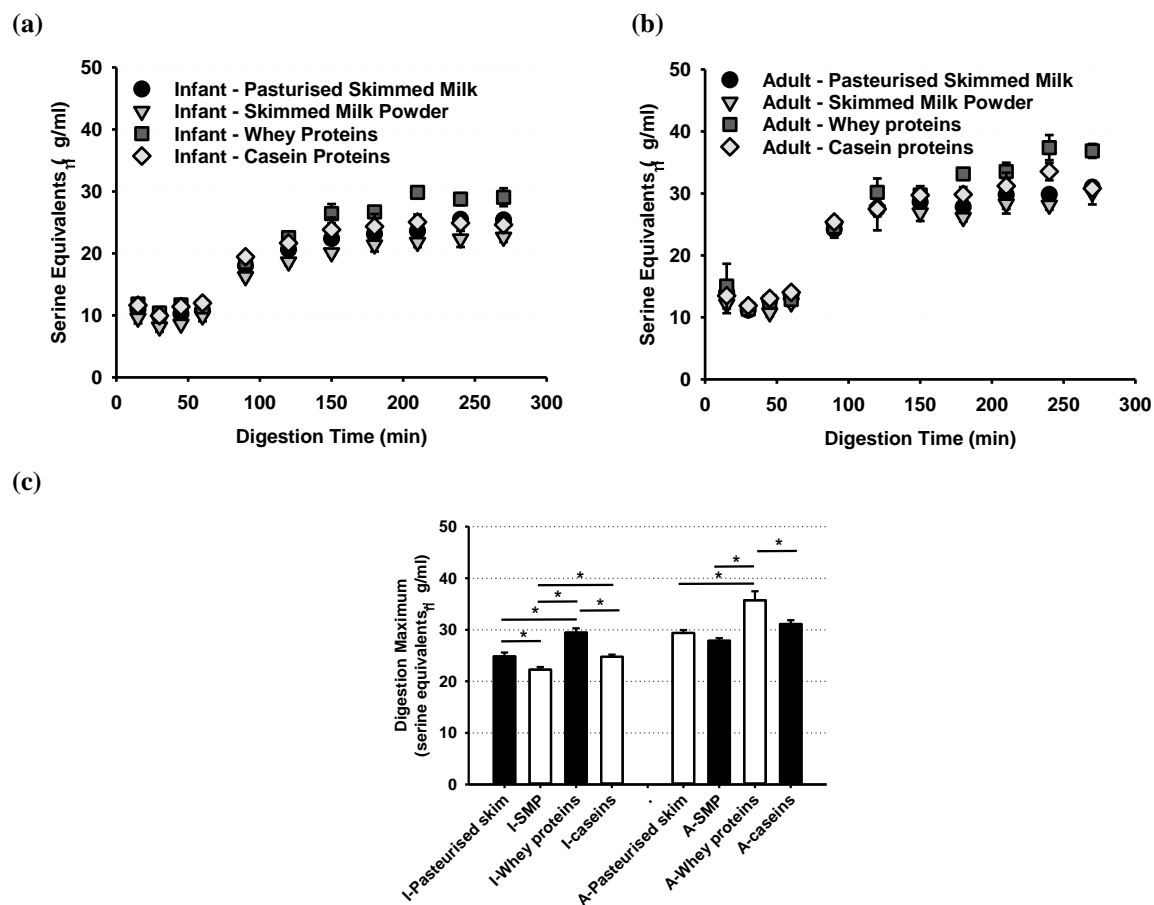 (a)
50
40
30
20
10
0
Serine Equivalents ( g/ml)
Infant - Pasturised Skimmed Milk
Infant - Skimmed Milk Powder
Infant - Whey Proteins
Infant - Casein Proteins
0 50 100 150 200 250 300
Digestion Time (min)
(b)
50
40
30
20
10
0
Serine Equivalents ( g/ml)
Adult - Pasteurised Skimmed Milk
Adult - Skimmed Milk Powder
Adult - Whey proteins
Adult - Casein proteins
0 50 100 150 200 250 300
Digestion Time (min)
(c)
50
40
30
20
10
0
Digestion Maximum
(serine equivalents g/ml)
* * * * * * * *
I-Pasteurised skim
I-SMP
I-Whey proteins
I-caseins
.
A-Pasteurised skim
A-SMP
A-Whey proteins
A-caseins